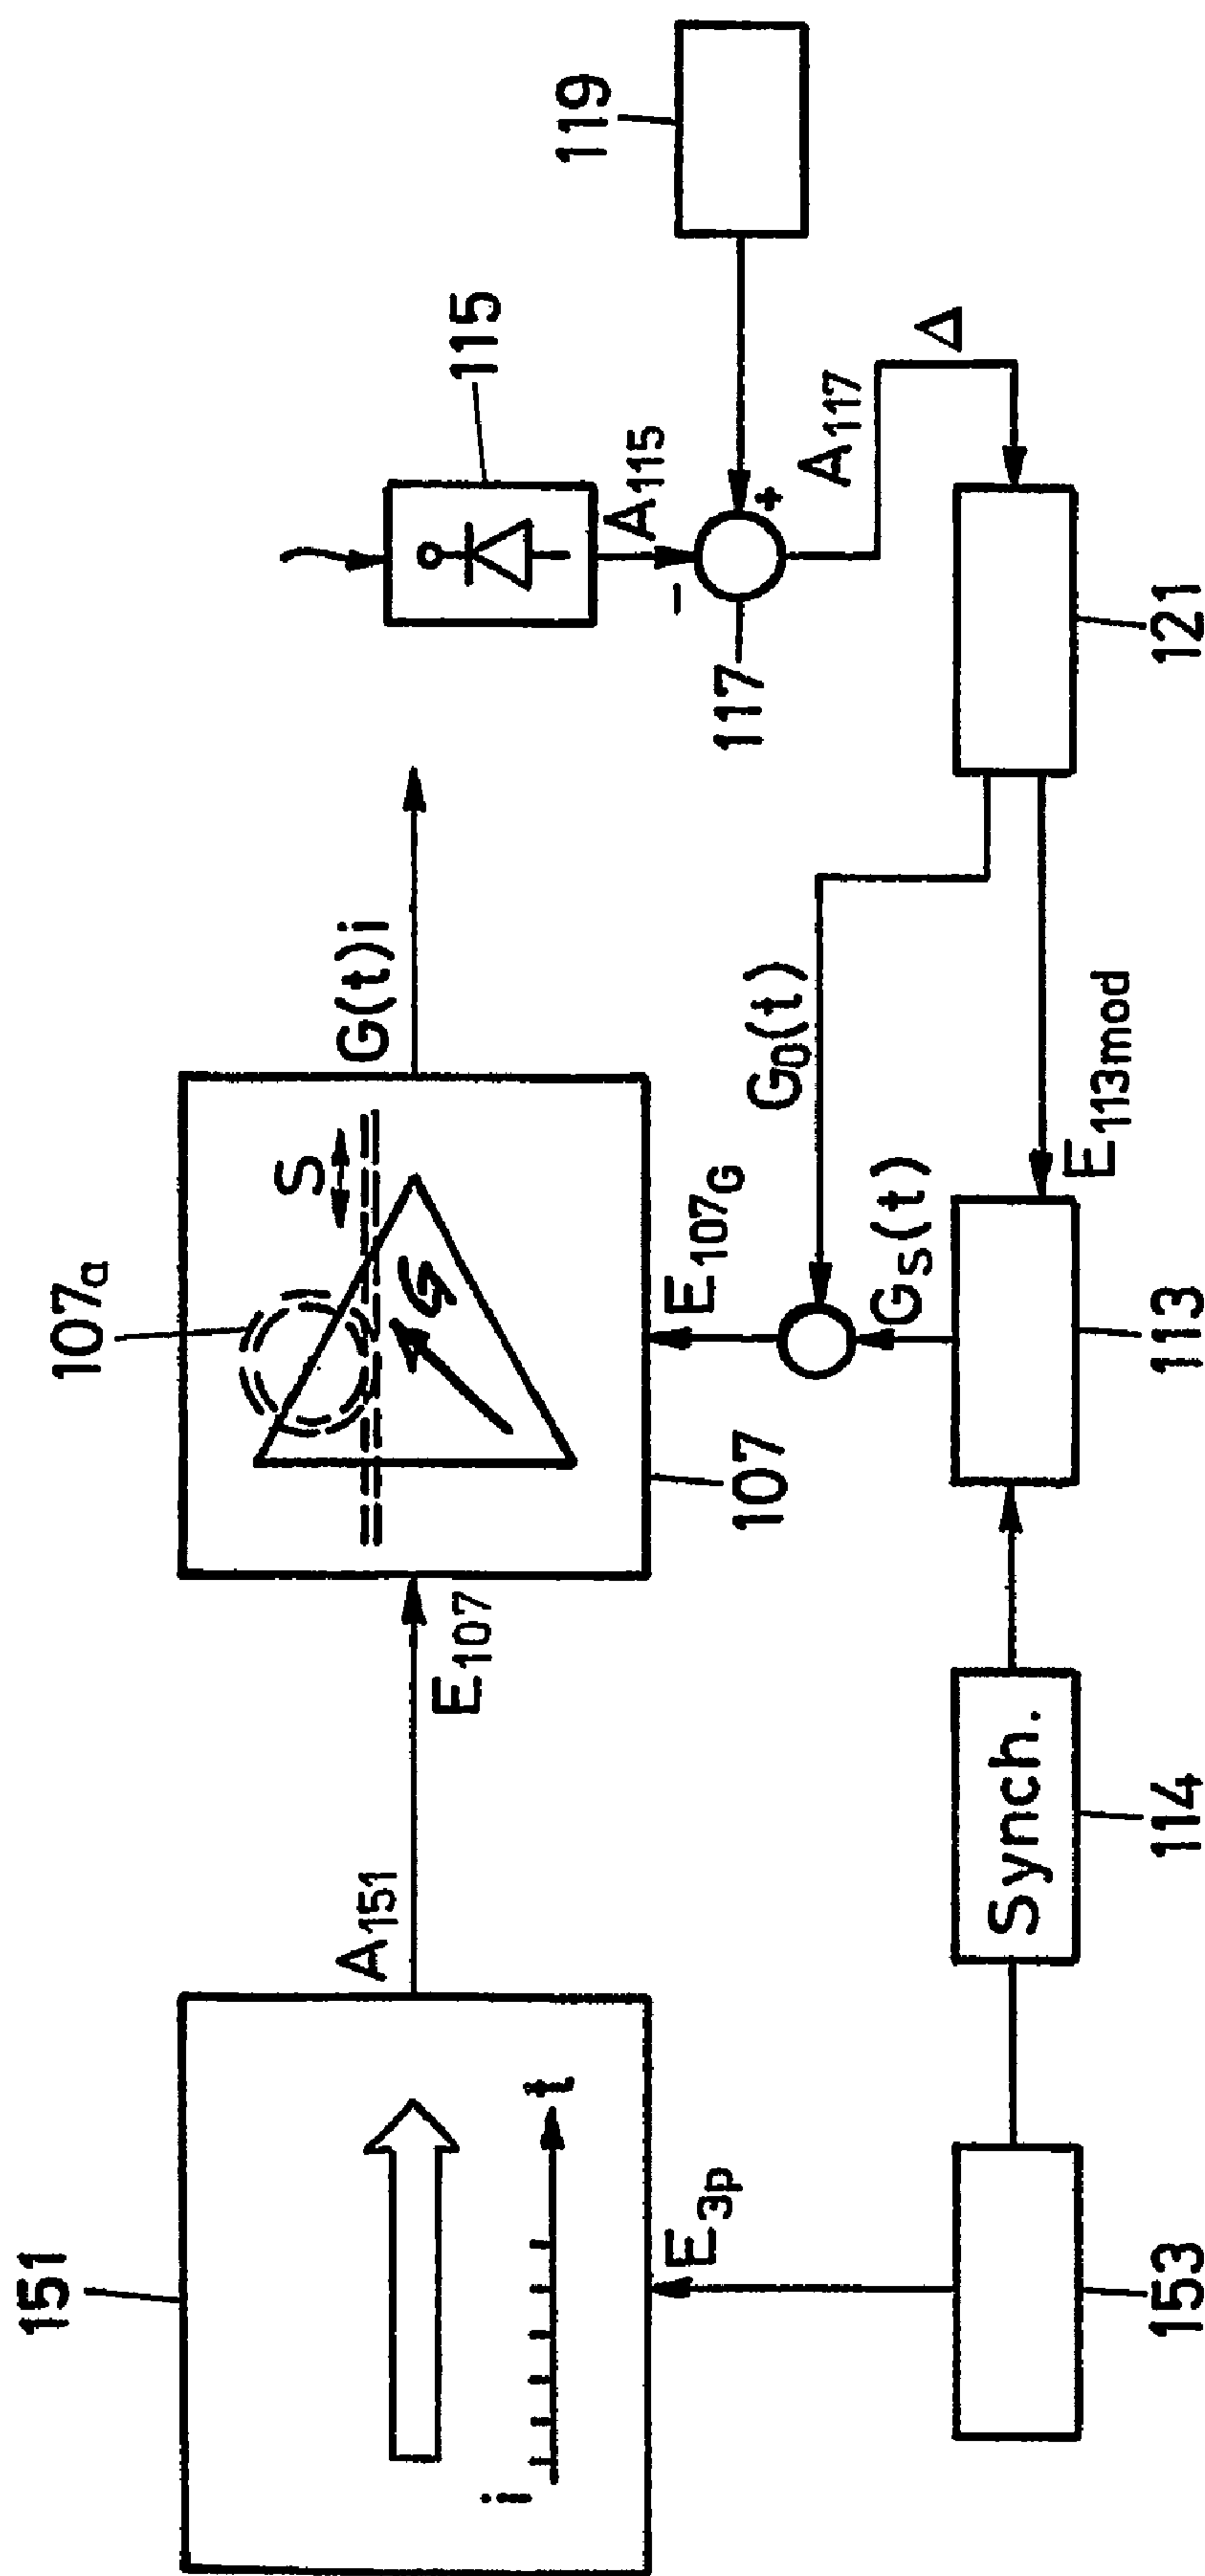 151
i
t
E3p
153
A151
E107
Synch.
114
107a
S
G
107
G(t)i
E107G
GS(t)
113
G0(t)
E113mod
115
A115
-
+
117
119
A117
Δ
121